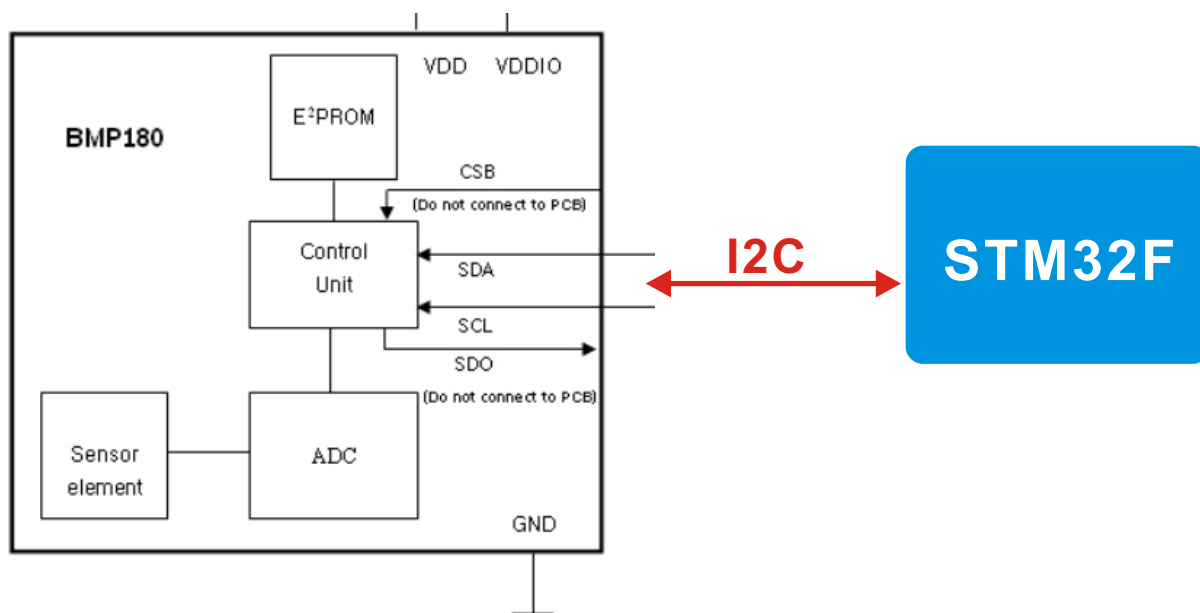 VDD VDDIO
E²PROM
BMP180
CSB
(Do not connect to PCB)
Control
Unit
SDA
SCL
SDO
(Do not connect to PCB)
Sensor
element
ADC
GND
I2C
STM32F